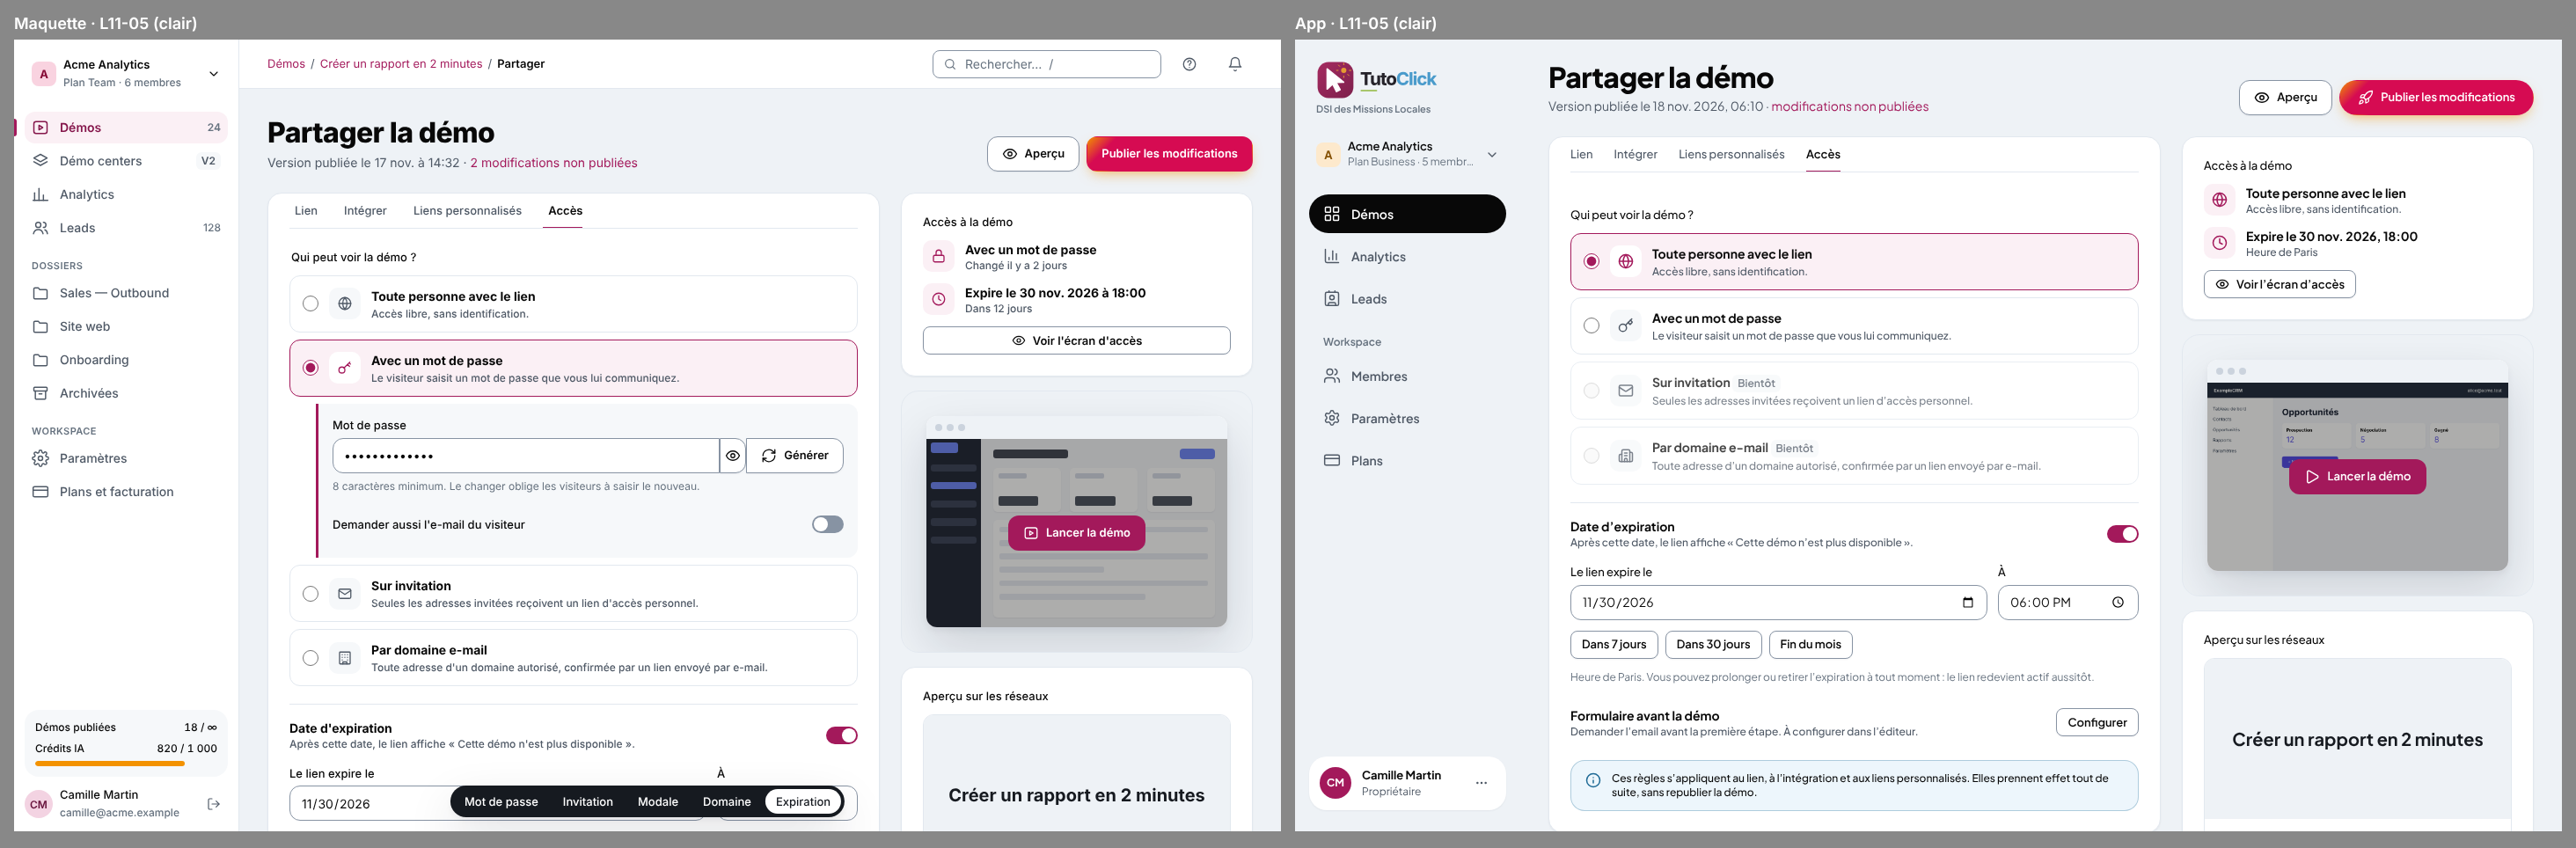 Maquette · L11-05 (clair)
A
Acme Analytics
Plan Team · 6 membres
Démos 24
Démo centers V2
Analytics
Leads 128
DOSSIERS
Sales — Outbound
Site web
Onboarding
Archivées
WORKSPACE
Paramètres
Plans et facturation
Démos publiées 18 / ∞
Crédits IA 820 / 1 000
CM
Camille Martin
camille@acme.example
Démos / Créer un rapport en 2 minutes / Partager
Rechercher... /
Partager la démo
Version publiée le 17 nov. à 14:32 · 2 modifications non publiées
Aperçu
Publier les modifications
Lien Intégrer Liens personnalisés Accès
Qui peut voir la démo ?
Toute personne avec le lien
Accès libre, sans identification.
Avec un mot de passe
Le visiteur saisit un mot de passe que vous lui communiquez.
Mot de passe
•••••••••••••
Générer
8 caractères minimum. Le changer oblige les visiteurs à saisir le nouveau.
Demander aussi l'e-mail du visiteur
Sur invitation
Seules les adresses invitées reçoivent un lien d'accès personnel.
Par domaine e-mail
Toute adresse d'un domaine autorisé, confirmée par un lien envoyé par e-mail.
Date d'expiration
Après cette date, le lien affiche « Cette démo n'est plus disponible ».
Le lien expire le À
11/30/2026
Mot de passe Invitation Modale Domaine Expiration
Accès à la démo
Avec un mot de passe
Changé il y a 2 jours
Expire le 30 nov. 2026 à 18:00
Dans 12 jours
Voir l'écran d'accès
Lancer la démo
Aperçu sur les réseaux
Créer un rapport en 2 minutes
App · L11-05 (clair)
TutoClick
DSI des Missions Locales
A
Acme Analytics
Plan Business · 5 membr...
Démos
Analytics
Leads
Workspace
Membres
Paramètres
Plans
CM
Camille Martin
Propriétaire
Partager la démo
Version publiée le 18 nov. 2026, 06:10 · modifications non publiées
Aperçu
Publier les modifications
Lien Intégrer Liens personnalisés Accès
Qui peut voir la démo ?
Toute personne avec le lien
Accès libre, sans identification.
Avec un mot de passe
Le visiteur saisit un mot de passe que vous lui communiquez.
Sur invitation Bientôt
Seules les adresses invitées reçoivent un lien d'accès personnel.
Par domaine e-mail Bientôt
Toute adresse d'un domaine autorisé, confirmée par un lien envoyé par e-mail.
Date d'expiration
Après cette date, le lien affiche « Cette démo n'est plus disponible ».
Le lien expire le À
11/30/2026 06:00 PM
Dans 7 jours Dans 30 jours Fin du mois
Heure de Paris. Vous pouvez prolonger ou retirer l'expiration à tout moment : le lien redevient actif aussitôt.
Formulaire avant la démo
Demander l'email avant la première étape. À configurer dans l'éditeur.
Configurer
Ces règles s'appliquent au lien, à l'intégration et aux liens personnalisés. Elles prennent effet tout de
suite, sans republier la démo.
Accès à la démo
Toute personne avec le lien
Accès libre, sans identification.
Expire le 30 nov. 2026, 18:00
Heure de Paris
Voir l'écran d'accès
Opportunités
12 5 8
Lancer la démo
Aperçu sur les réseaux
Créer un rapport en 2 minutes